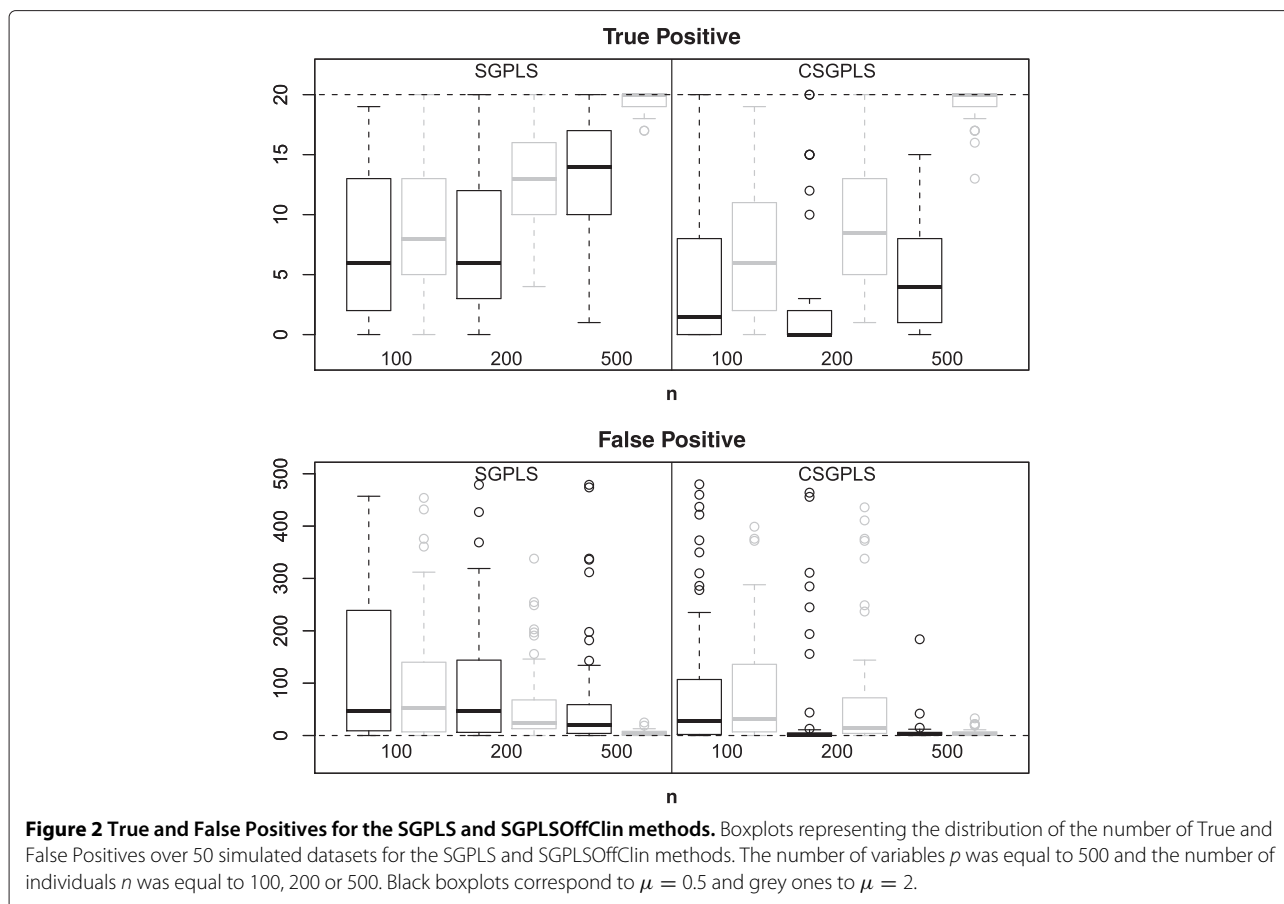 True Positive
SGPLS CSGPLS
20
15
10
5
0
100 200 500 100 200 500
n
False Positive
SGPLS CSGPLS
500
400
300
200
100
0
100 200 500 100 200 500
n
Figure 2 True and False Positives for the SGPLS and SGPLSOffClin methods. Boxplots representing the distribution of the number of True and
False Positives over 50 simulated datasets for the SGPLS and SGPLSOffClin methods. The number of variables p was equal to 500 and the number of
individuals n was equal to 100, 200 or 500. Black boxplots correspond to μ = 0.5 and grey ones to μ = 2.